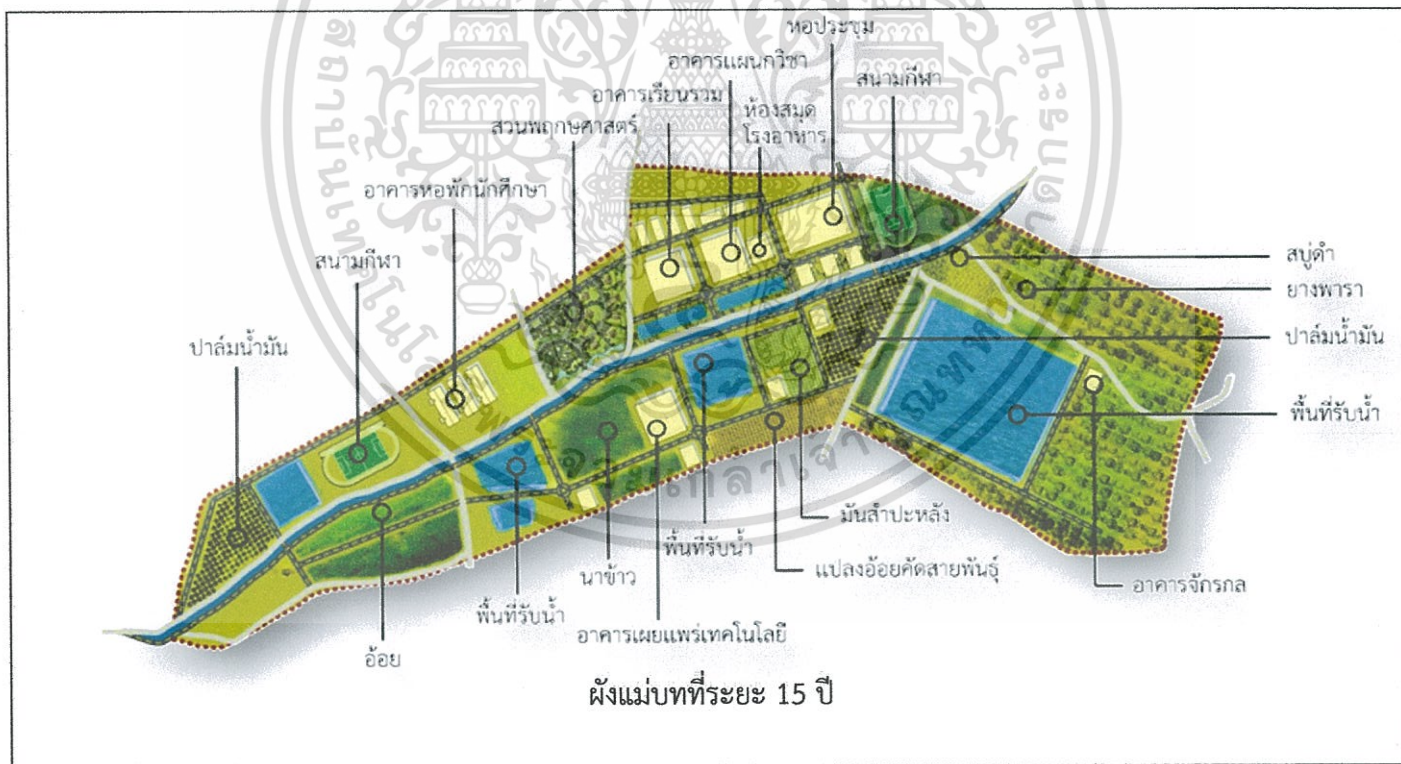 หอประชุม
อาคารแผนกวิชา
สนามกีฬา
อาคารเรียนรวม
ห้องสมุด
โรงอาหาร
สวนพฤกษศาสตร์
อาคารหอพักนักศึกษา
สนามกีฬา
ปาล์มน้ำมัน
สบู่ดำ
ยางพารา
ปาล์มน้ำมัน
พื้นที่รับน้ำ
มันสำปะหลัง
พื้นที่รับน้ำ
แปลงอ้อยคัดสายพันธุ์
อาคารจักรกล
นาข้าว
พื้นที่รับน้ำ
อาคารเผยแพร่เทคโนโลยี
อ้อย
ผังแม่บทที่ระยะ 15 ปี